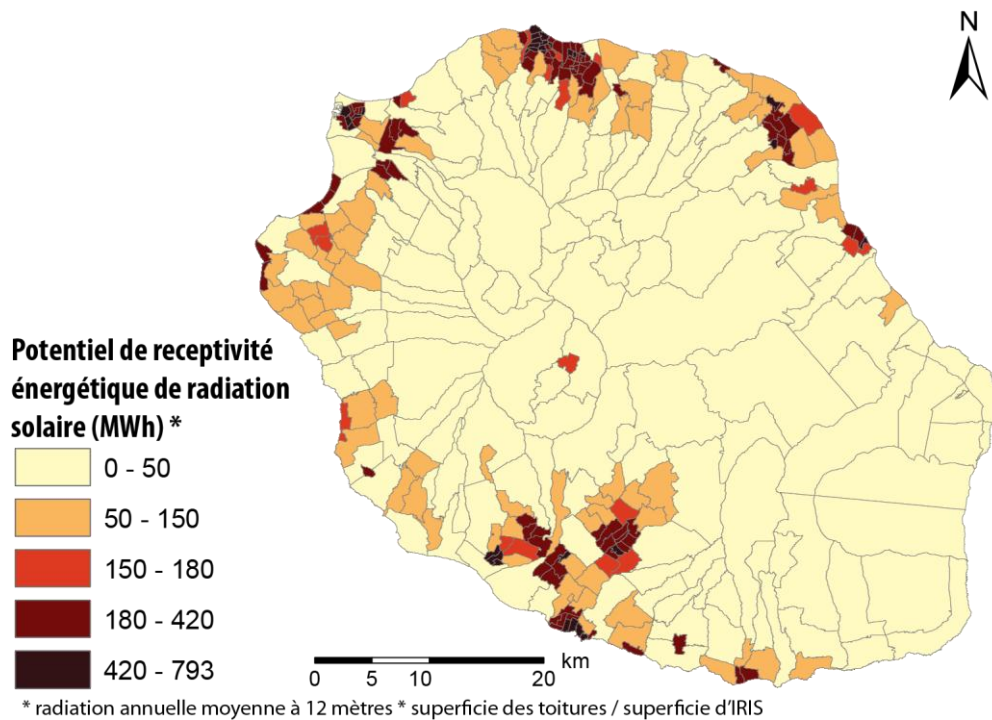 N
Potentiel de receptivité
énergétique de radiation
solaire (MWh) *
0 - 50
50 - 150
150 - 180
180 - 420
420 - 793
km
0 5 10 20
* radiation annuelle moyenne à 12 mètres * superficie des toitures / superficie d'IRIS